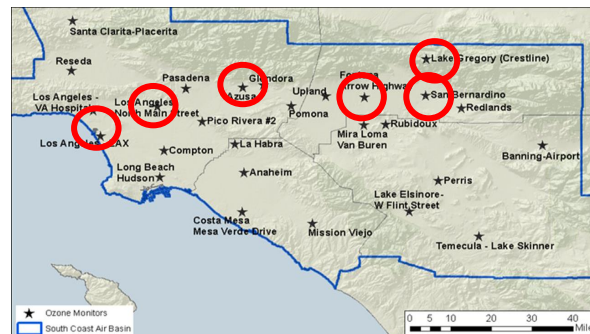 Santa Clarita-Placerita
Reseda
Lake Gregory (Crestline)
Pasadena
Glendora
Fontana
Arrow Highway
Azusa
Upland
San Bernardino
Los Angeles -
VA Hospital
Los Angeles
North Main Street
Pomona
Redlands
Pico Rivera #2
Mira Loma
Van Buren
Rubidoux
Los Angeles
LAX
La Habra
Compton
Banning-Airport
Long Beach
Hudson
Anaheim
Perris
Lake Elsinore-
W Flint Street
Costa Mesa
Mesa Verde Drive
Mission Viejo
Temecula - Lake Skinner
Ozone Monitors
South Coast Air Basin
0 5 10 20 30 40